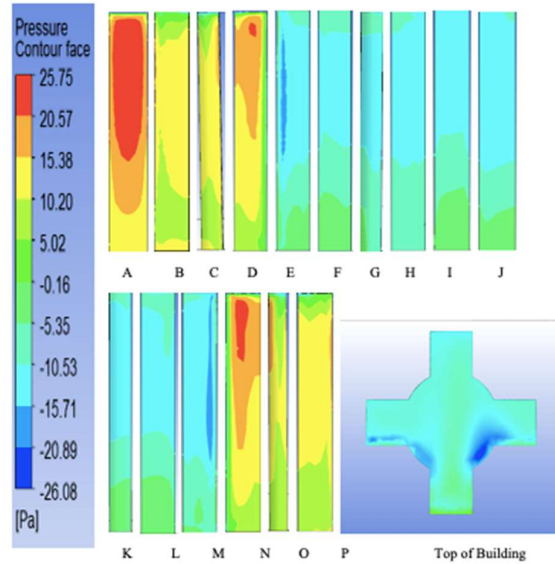 Pressure
Contour face
25.75
20.57
15.38
10.20
5.02
-0.16
-5.35
-10.53
-15.71
-20.89
-26.08
[Pa]
A B C D E F G H I J
K L M N O P Top of Building